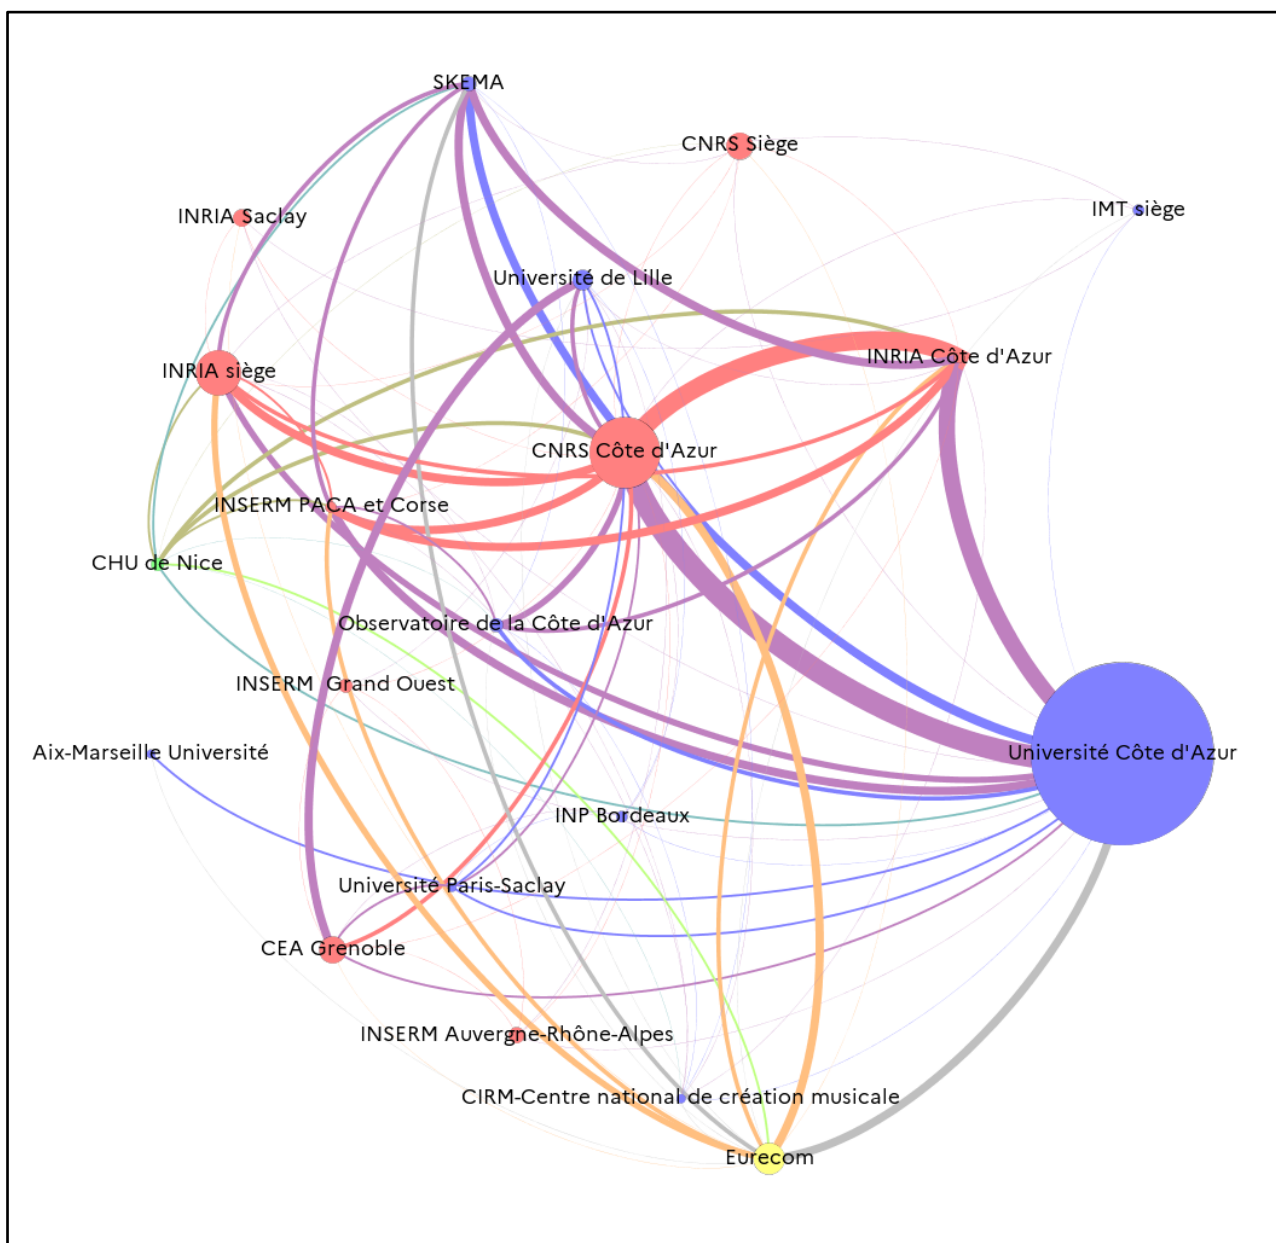 SKEMA
CNRS Siège
IMT siège
INRIA Saclay
Université de Lille
INRIA Côte d'Azur
INRIA siège
CNRS Côte d'Azur
INSERM PACA et Corse
CHU de Nice
Observatoire de la Côte d'Azur
INSERM  Grand Ouest
Aix-Marseille Université
Université Côte d'Azur
INP Bordeaux
Université Paris-Saclay
CEA Grenoble
INSERM Auvergne-Rhône-Alpes
CIRM-Centre national de création musicale
Eurecom